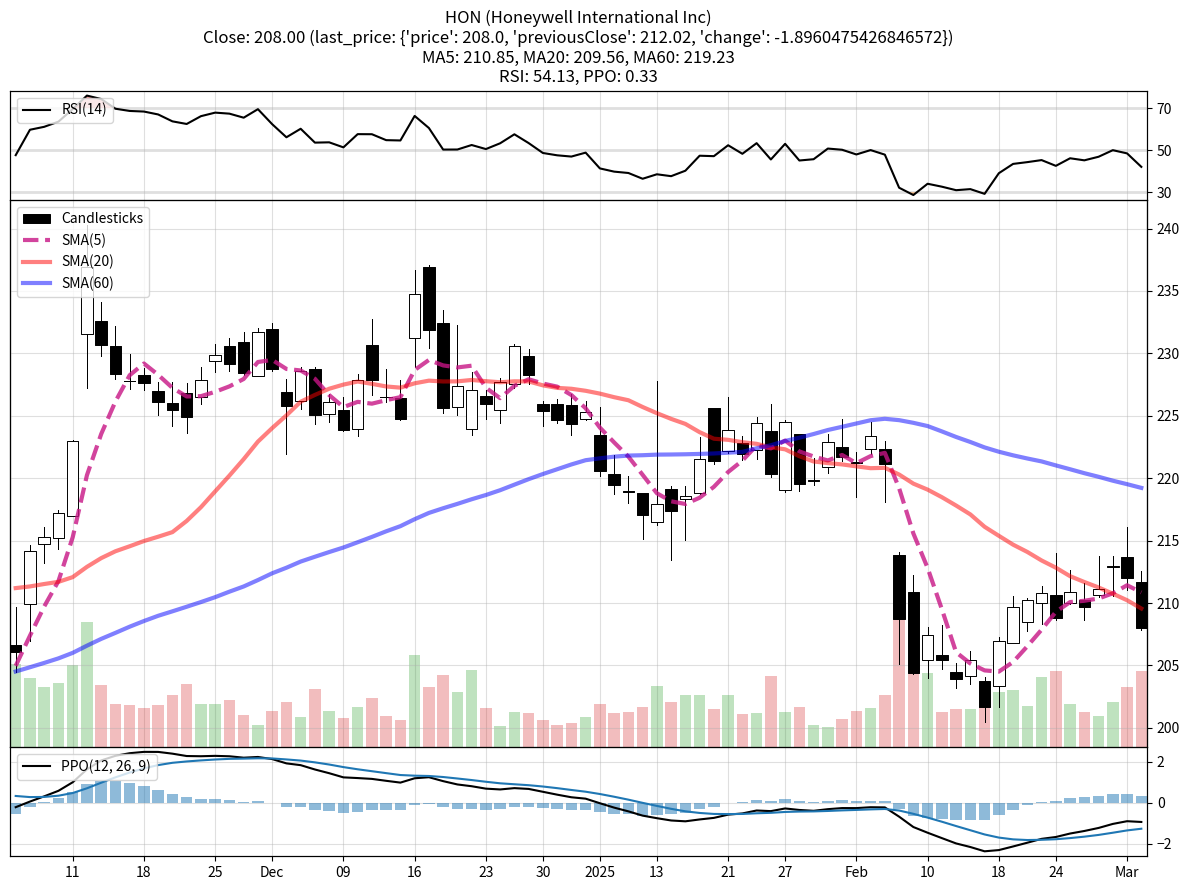 HON (Honeywell International Inc)
Close: 208.00 (last_price: {'price': 208.0, 'previousClose': 212.02, 'change': -1.8960475426846572})
MA5: 210.85, MA20: 209.56, MA60: 219.23
RSI: 54.13, PPO: 0.33
RSI(14)
70
50
30
Candlesticks
SMA(5)
SMA(20)
SMA(60)
240
235
230
225
220
215
210
205
200
PPO(12, 26, 9)
2
0
−2
11 18 25 Dec 09 16 23 30 2025 13 21 27 Feb 10 18 24 Mar